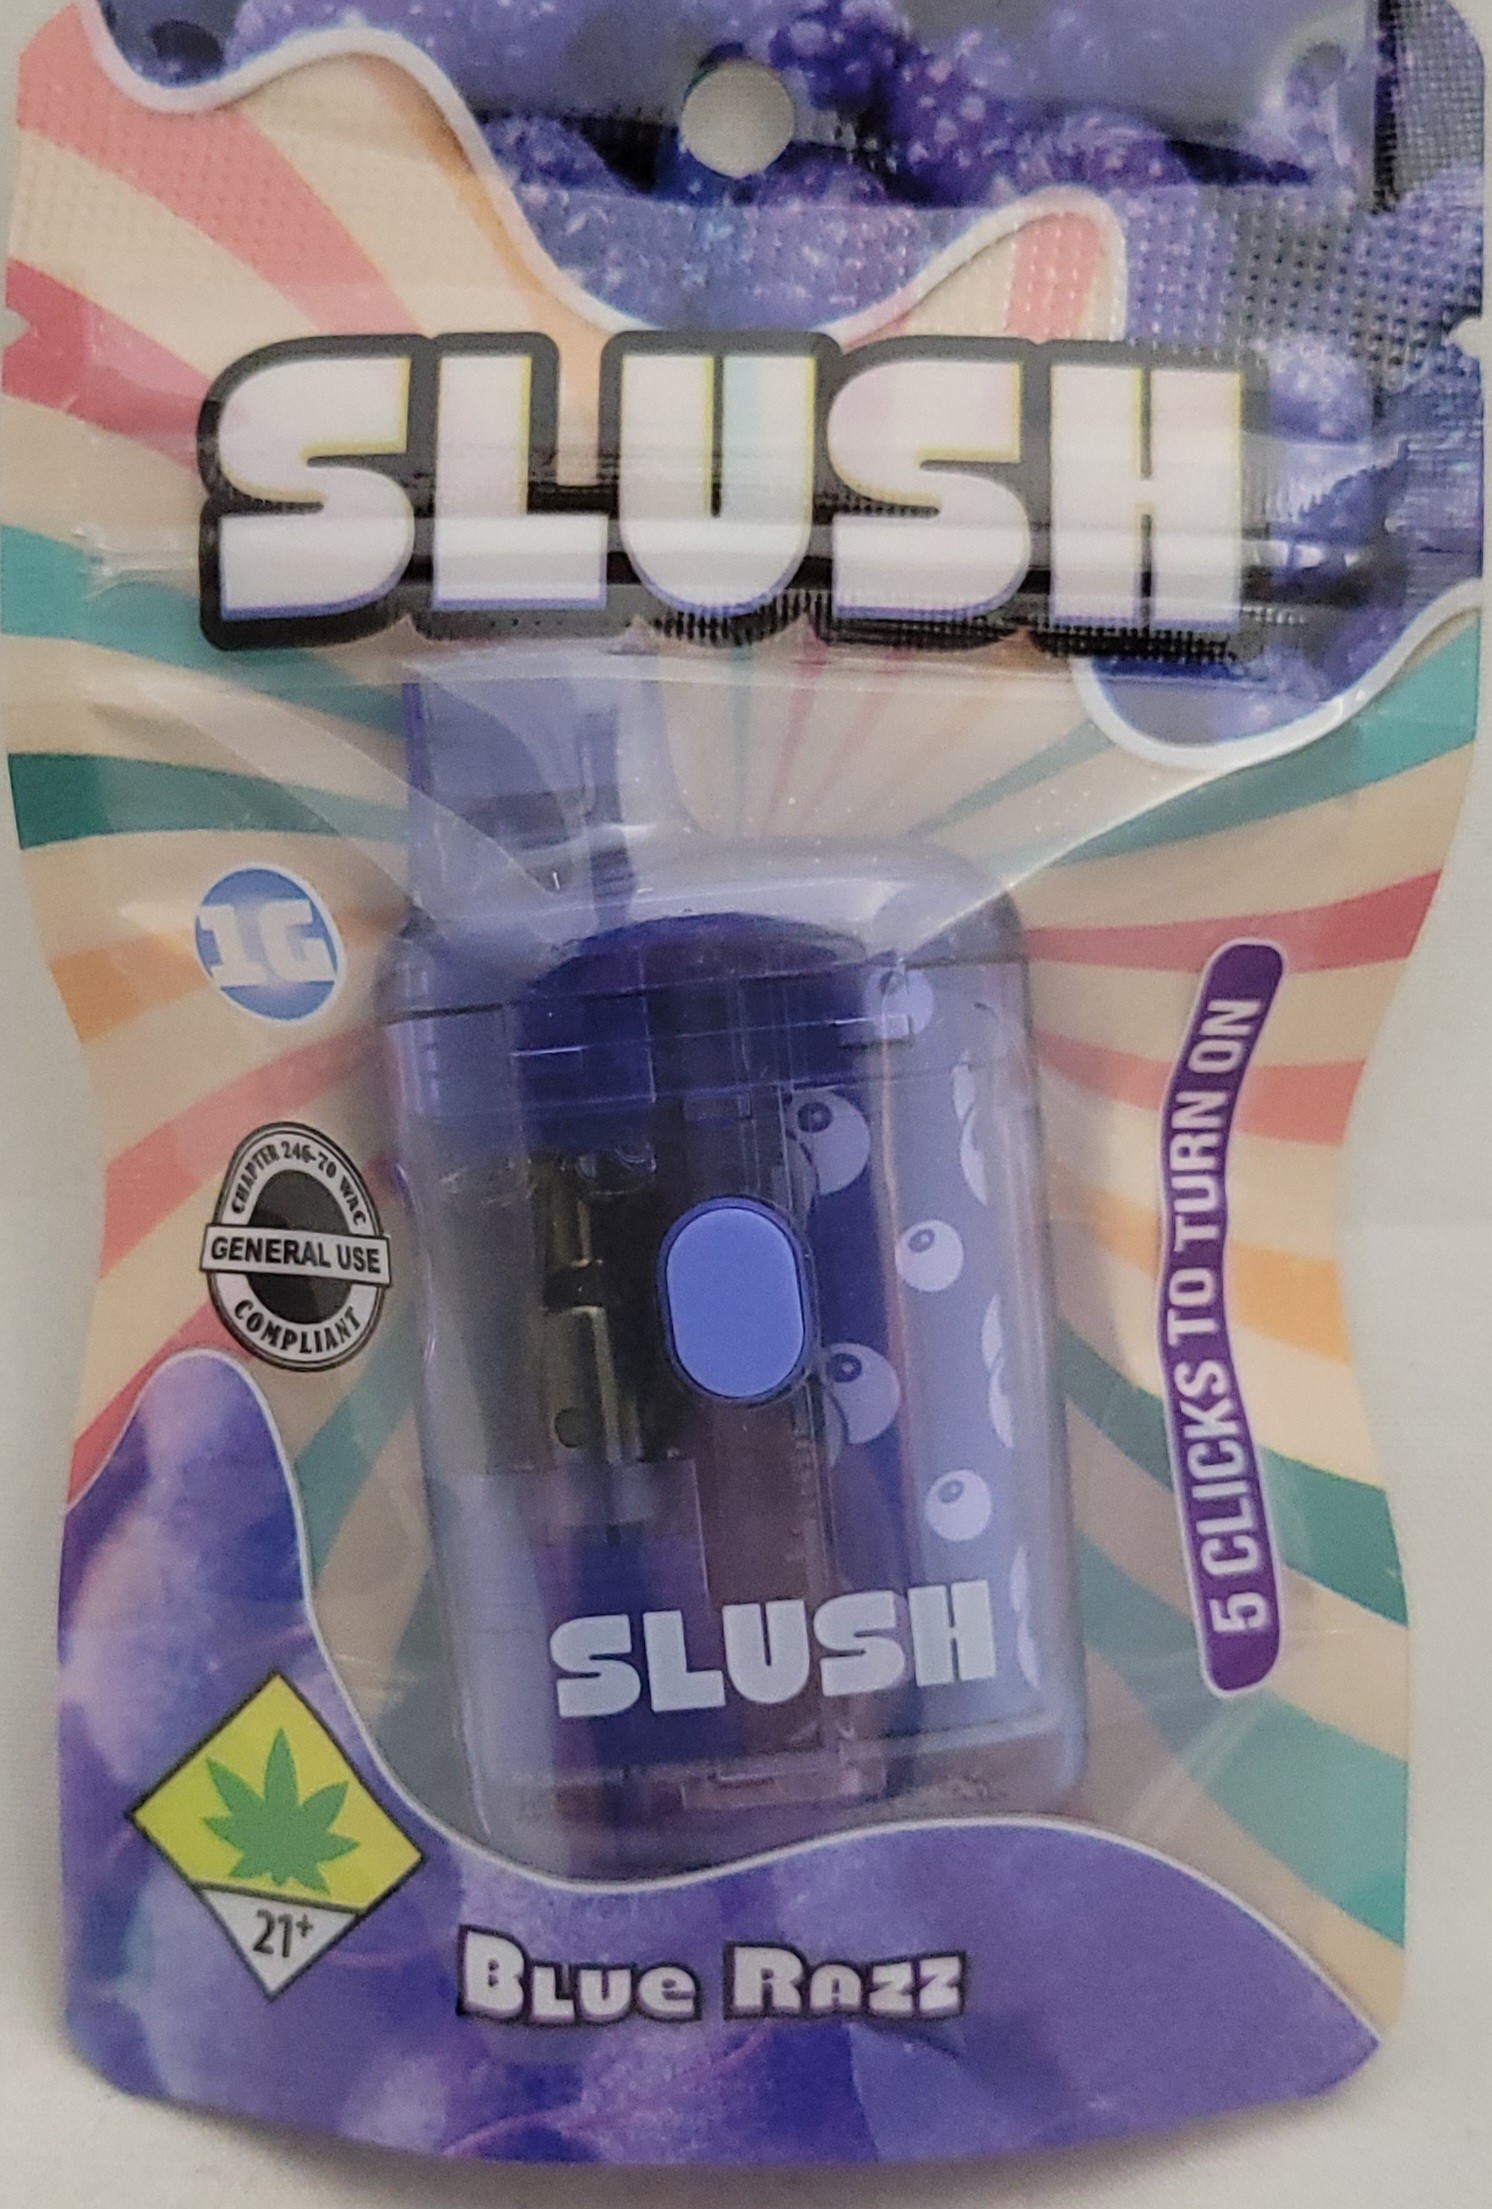 SLUSH
1G
5 CLICKS TO TURN ON
CHAPTER 246-70 WAC
GENERAL USE
COMPLIANT
SLUSH
21+
BLUE RAZZ